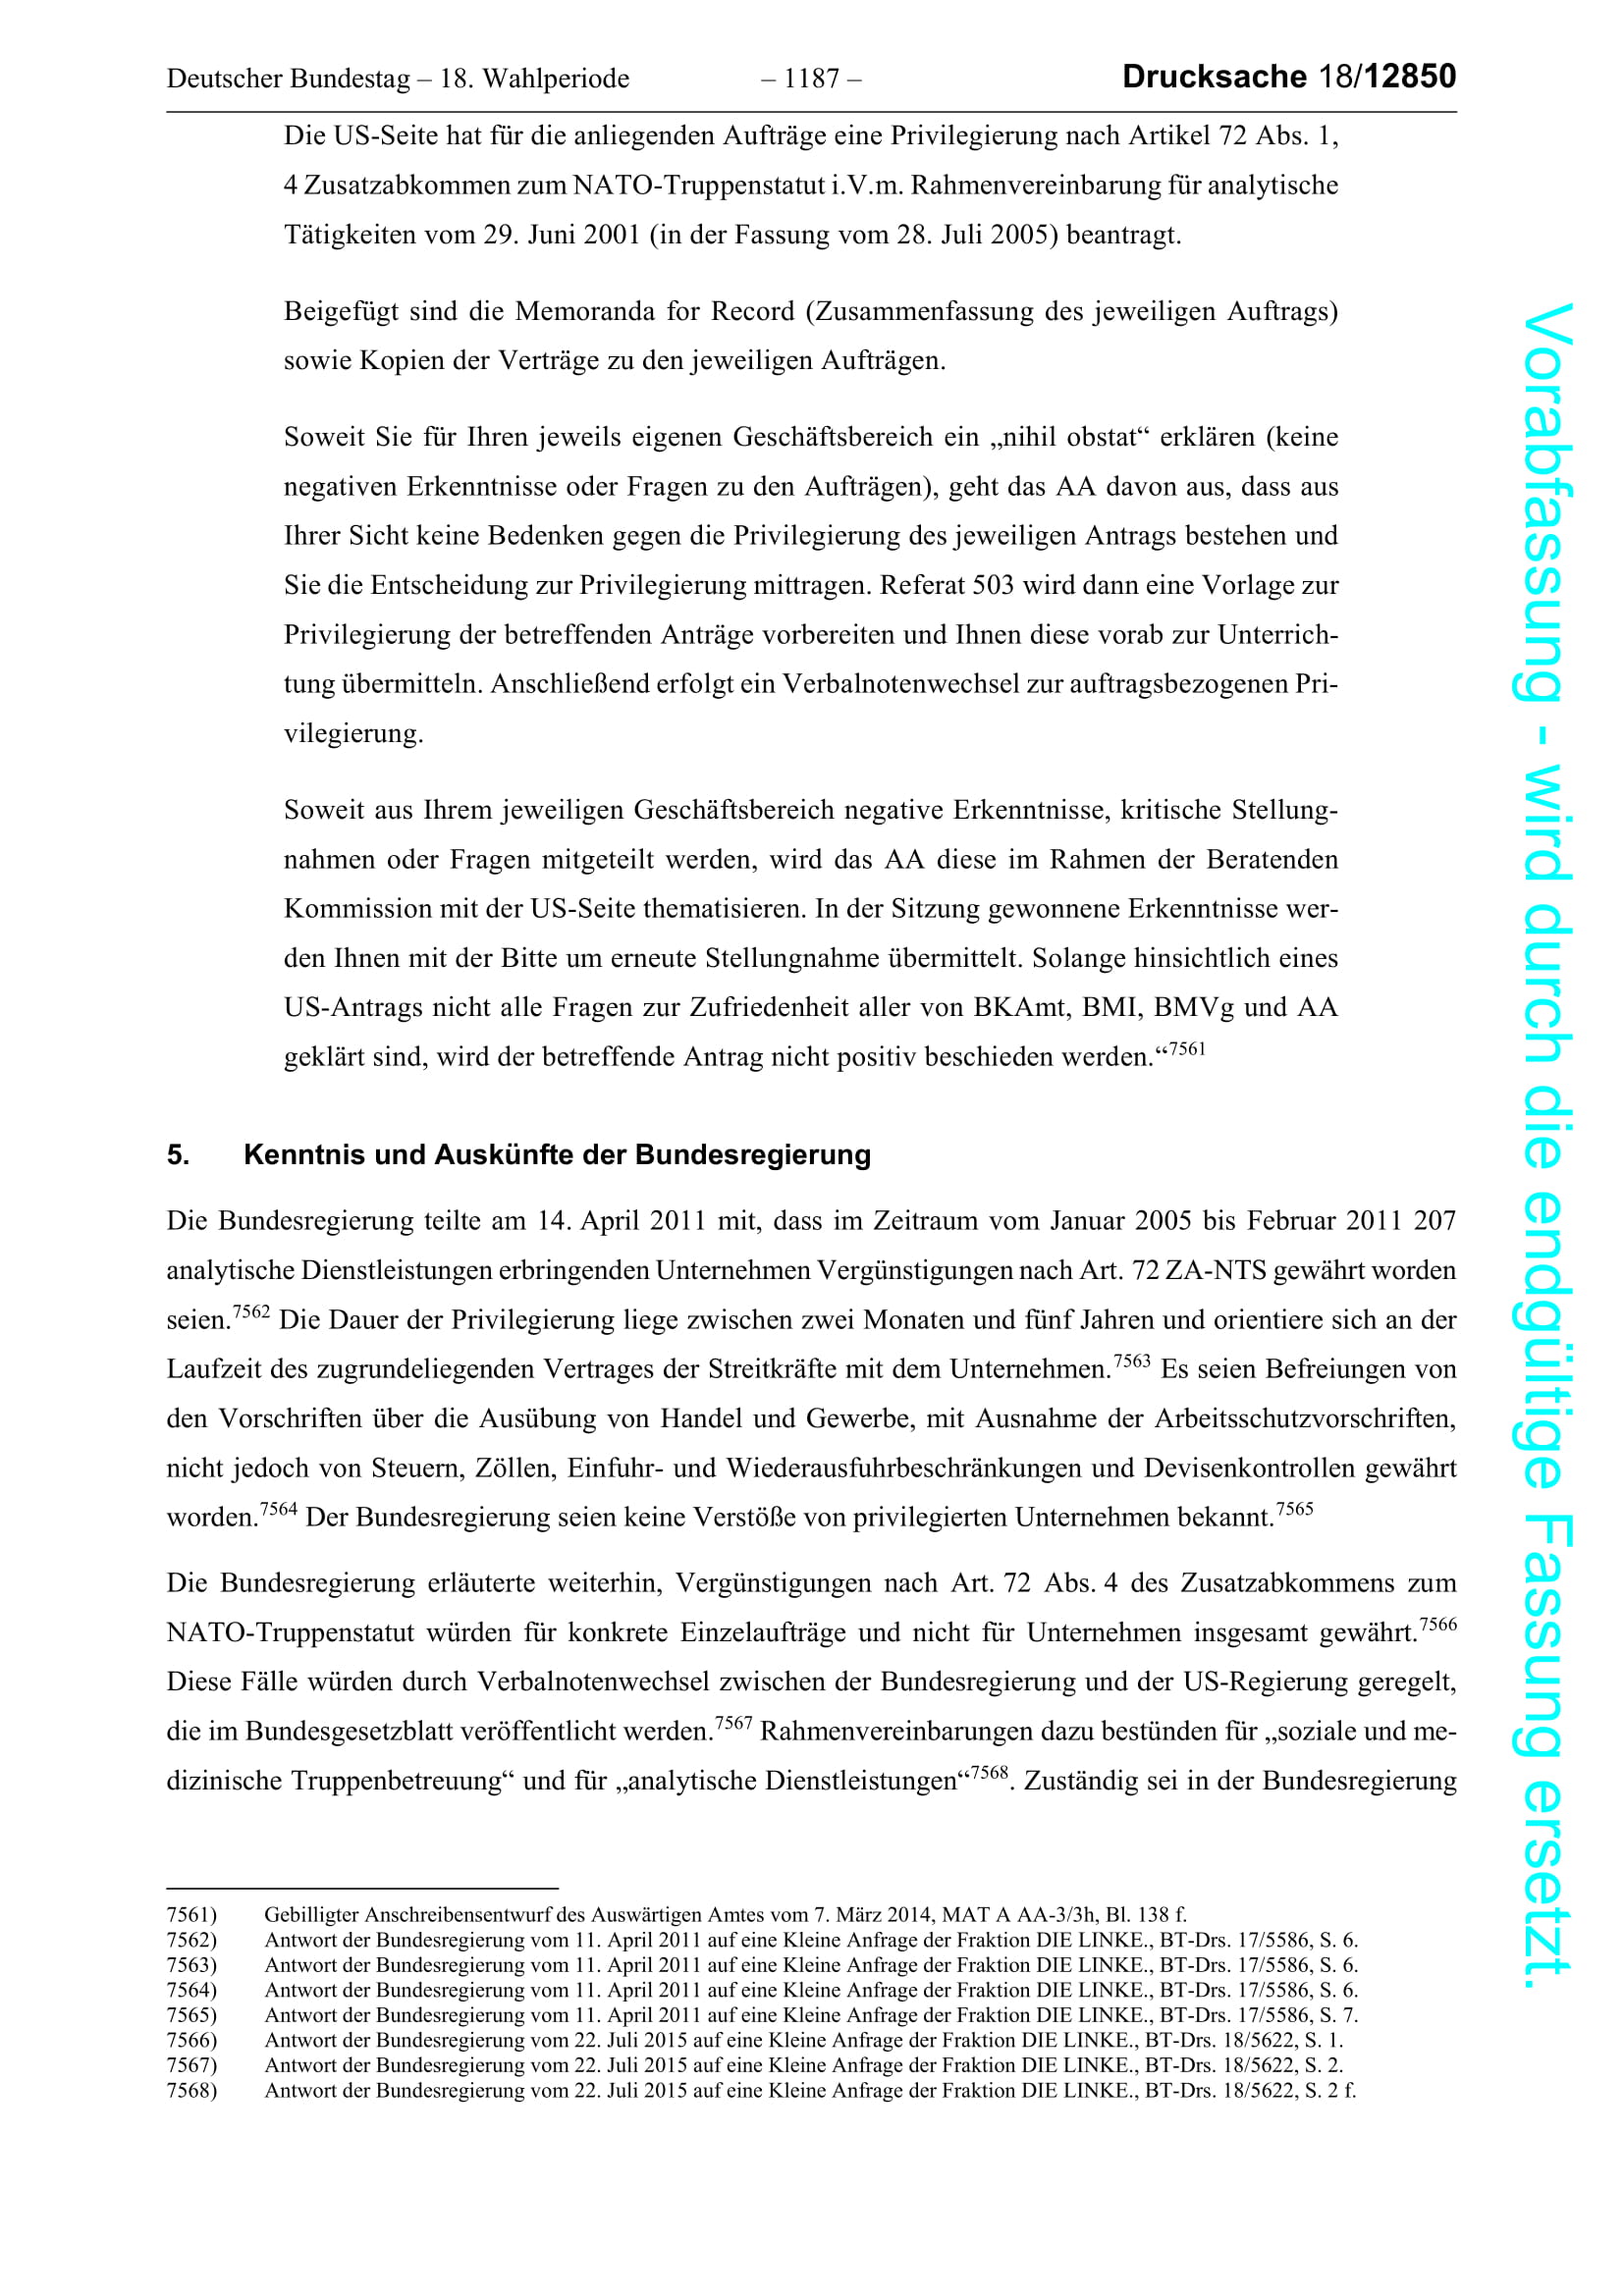 Deutscher Bundestag – 18. Wahlperiode – 1187 – Drucksache 18/12850
Die US-Seite hat für die anliegenden Aufträge eine Privilegierung nach Artikel 72 Abs. 1,
4 Zusatzabkommen zum NATO-Truppenstatut i.V.m. Rahmenvereinbarung für analytische
Tätigkeiten vom 29. Juni 2001 (in der Fassung vom 28. Juli 2005) beantragt.
Beigefügt sind die Memoranda for Record (Zusammenfassung des jeweiligen Auftrags)
sowie Kopien der Verträge zu den jeweiligen Aufträgen.
Soweit Sie für Ihren jeweils eigenen Geschäftsbereich ein „nihil obstat“ erklären (keine
negativen Erkenntnisse oder Fragen zu den Aufträgen), geht das AA davon aus, dass aus
Ihrer Sicht keine Bedenken gegen die Privilegierung des jeweiligen Antrags bestehen und
Sie die Entscheidung zur Privilegierung mittragen. Referat 503 wird dann eine Vorlage zur
Privilegierung der betreffenden Anträge vorbereiten und Ihnen diese vorab zur Unterrich-
tung übermitteln. Anschließend erfolgt ein Verbalnotenwechsel zur auftragsbezogenen Pri-
vilegierung.
Soweit aus Ihrem jeweiligen Geschäftsbereich negative Erkenntnisse, kritische Stellung-
nahmen oder Fragen mitgeteilt werden, wird das AA diese im Rahmen der Beratenden
Kommission mit der US-Seite thematisieren. In der Sitzung gewonnene Erkenntnisse wer-
den Ihnen mit der Bitte um erneute Stellungnahme übermittelt. Solange hinsichtlich eines
US-Antrags nicht alle Fragen zur Zufriedenheit aller von BKAmt, BMI, BMVg und AA
geklärt sind, wird der betreffende Antrag nicht positiv beschieden werden.“7561
5. Kenntnis und Auskünfte der Bundesregierung
Die Bundesregierung teilte am 14. April 2011 mit, dass im Zeitraum vom Januar 2005 bis Februar 2011 207
analytische Dienstleistungen erbringenden Unternehmen Vergünstigungen nach Art. 72 ZA-NTS gewährt worden
seien.7562 Die Dauer der Privilegierung liege zwischen zwei Monaten und fünf Jahren und orientiere sich an der
Laufzeit des zugrundeliegenden Vertrages der Streitkräfte mit dem Unternehmen.7563 Es seien Befreiungen von
den Vorschriften über die Ausübung von Handel und Gewerbe, mit Ausnahme der Arbeitsschutzvorschriften,
nicht jedoch von Steuern, Zöllen, Einfuhr- und Wiederausfuhrbeschränkungen und Devisenkontrollen gewährt
worden.7564 Der Bundesregierung seien keine Verstöße von privilegierten Unternehmen bekannt.7565
Die Bundesregierung erläuterte weiterhin, Vergünstigungen nach Art. 72 Abs. 4 des Zusatzabkommens zum
NATO-Truppenstatut würden für konkrete Einzelaufträge und nicht für Unternehmen insgesamt gewährt.7566
Diese Fälle würden durch Verbalnotenwechsel zwischen der Bundesregierung und der US-Regierung geregelt,
die im Bundesgesetzblatt veröffentlicht werden.7567 Rahmenvereinbarungen dazu bestünden für „soziale und me-
dizinische Truppenbetreuung“ und für „analytische Dienstleistungen“7568. Zuständig sei in der Bundesregierung
7561) Gebilligter Anschreibensentwurf des Auswärtigen Amtes vom 7. März 2014, MAT A AA-3/3h, Bl. 138 f.
7562) Antwort der Bundesregierung vom 11. April 2011 auf eine Kleine Anfrage der Fraktion DIE LINKE., BT-Drs. 17/5586, S. 6.
7563) Antwort der Bundesregierung vom 11. April 2011 auf eine Kleine Anfrage der Fraktion DIE LINKE., BT-Drs. 17/5586, S. 6.
7564) Antwort der Bundesregierung vom 11. April 2011 auf eine Kleine Anfrage der Fraktion DIE LINKE., BT-Drs. 17/5586, S. 6.
7565) Antwort der Bundesregierung vom 11. April 2011 auf eine Kleine Anfrage der Fraktion DIE LINKE., BT-Drs. 17/5586, S. 7.
7566) Antwort der Bundesregierung vom 22. Juli 2015 auf eine Kleine Anfrage der Fraktion DIE LINKE., BT-Drs. 18/5622, S. 1.
7567) Antwort der Bundesregierung vom 22. Juli 2015 auf eine Kleine Anfrage der Fraktion DIE LINKE., BT-Drs. 18/5622, S. 2.
7568) Antwort der Bundesregierung vom 22. Juli 2015 auf eine Kleine Anfrage der Fraktion DIE LINKE., BT-Drs. 18/5622, S. 2 f.
Vorabfassung - wird durch die endgültige Fassung ersetzt.